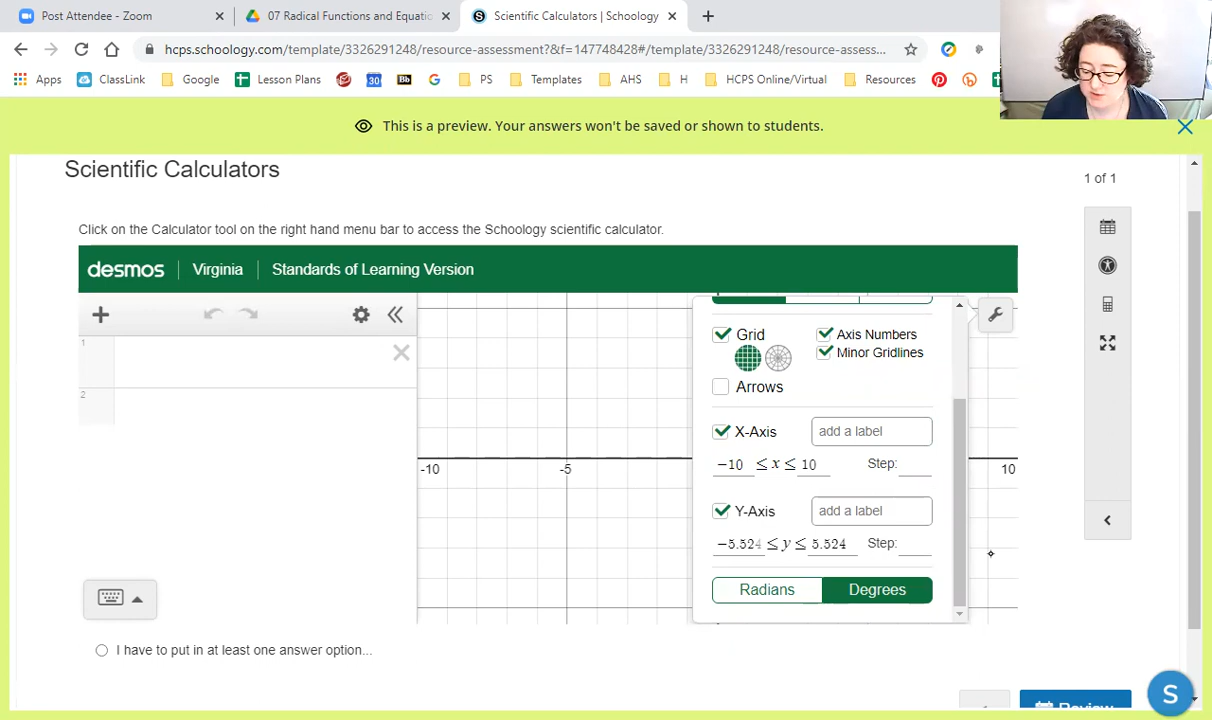 Post Attendee - Zoom
07 Radical Functions and Equatic
Scientific Calculators | Schoology
hcps.schoology.com/template/3326291248/resource-assessment?&f=147748428#/template/3326291248/resource-assess...
Apps
ClassLink
Google
Lesson Plans
30
Bb
PS
Templates
AHS
H
HCPS Online/Virtual
Resources
This is a preview. Your answers won't be saved or shown to students.
Scientific Calculators
1 of 1
Click on the Calculator tool on the right hand menu bar to access the Schoology scientific calculator.
desmos Virginia Standards of Learning Version
1
2
Grid
Axis Numbers
Minor Gridlines
Arrows
X-Axis add a label
-10 ≤ x ≤ 10 Step:
Y-Axis add a label
-5.524 ≤ y ≤ 5.524 Step:
Radians Degrees
-10
-5
10
I have to put in at least one answer option...
Review
S